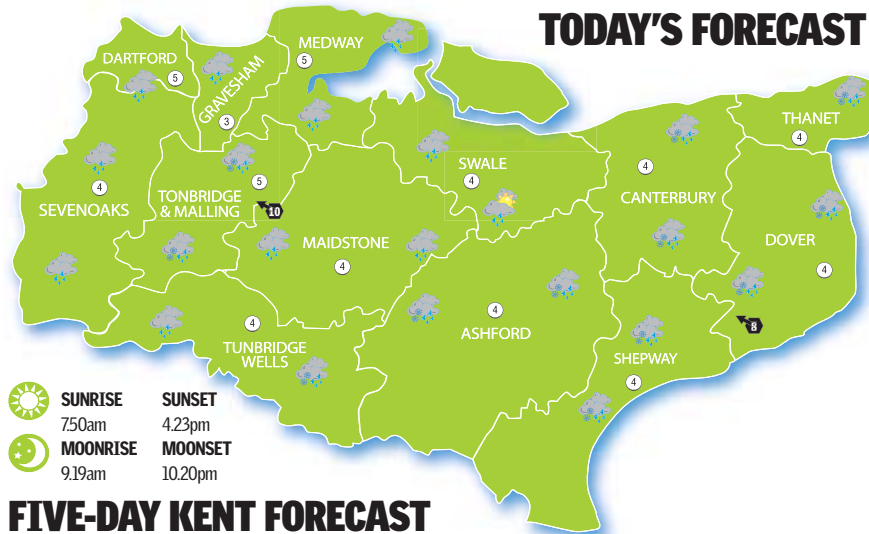 TODAY'S FORECAST
DARTFORD
5
GRAVESHAM
3
MEDWAY
5
THANET
4
SWALE
4
CANTERBURY
4
SEVENOAKS
4
TONBRIDGE
& MALLING
5
10
MAIDSTONE
4
DOVER
4
8
ASHFORD
4
TUNBRIDGE
WELLS
4
SHEPWAY
4
SUNRISE SUNSET
7.50am 4.23pm
MOONRISE MOONSET
9.19am 10.20pm
FIVE-DAY KENT FORECAST